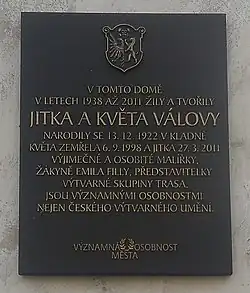 V TOMTO DOMĚ
V LETECH 1938 AŽ 2011 ŽILY A TVOŘILY
JITKA A KVĚTA VÁLOVY
NARODILY SE 13. 12. 1922 V KLADNĚ
KVĚTA ZEMŘELA 6. 9. 1998 A JITKA 27. 3. 2011
VÝJIMEČNÉ A OSOBITÉ MALÍŘKY,
ŽÁKYNĚ EMILA FILLY, PŘEDSTAVITELKY
VÝTVARNÉ SKUPINY TRASA,
JSOU VÝZNAMNÝMI OSOBNOSTMI
NEJEN ČESKÉHO VÝTVARNÉHO UMĚNÍ.
VÝZNAMNÁ OSOBNOST
MĚSTA